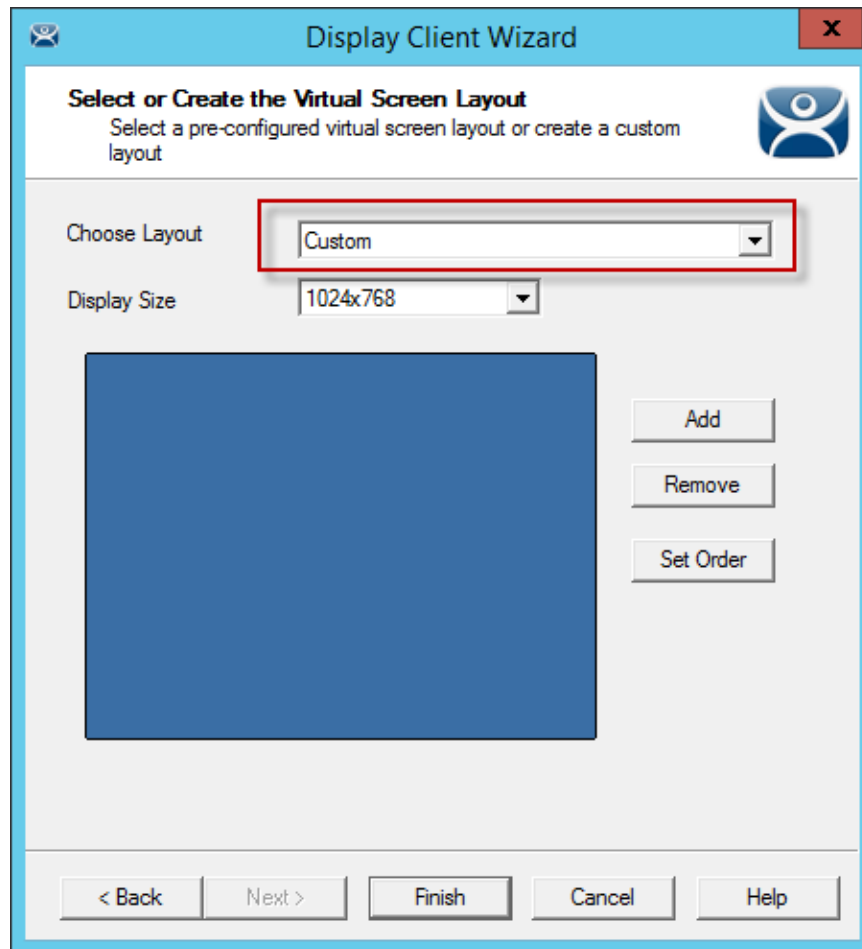 Display Client Wizard
x
Select or Create the Virtual Screen Layout
Select a pre-configured virtual screen layout or create a custom
layout
Choose Layout
Custom
Display Size
1024x768
Add
Remove
Set Order
< Back
Next >
Finish
Cancel
Help